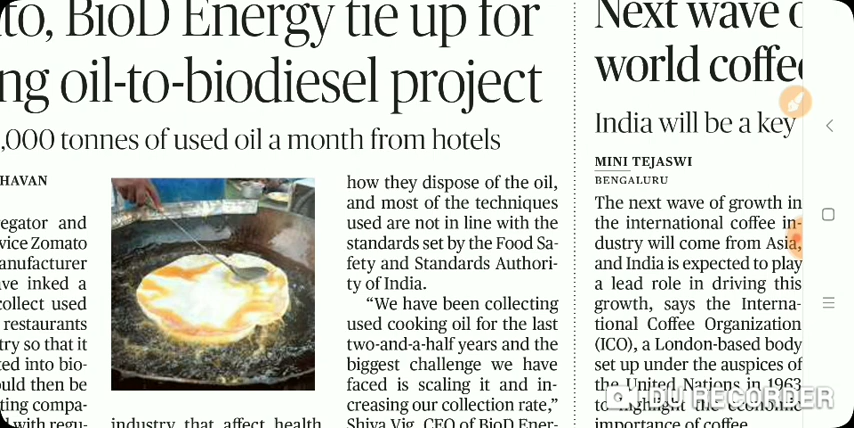 to, BioD Energy tie up for
ng oil-to-biodiesel project
,000 tonnes of used oil a month from hotels
HAVAN
regator and
vice Zomato
anufacturer
ve inked a
collect used
restaurants
try so that it
ted into bio-
ould then be
ting compa-
with regu-
industry that affect health
how they dispose of the oil,
and most of the techniques
used are not in line with the
standards set by the Food Sa-
fety and Standards Authori-
ty of India.
“We have been collecting
used cooking oil for the last
two-and-a-half years and the
biggest challenge we have
faced is scaling it and in-
creasing our collection rate,”
Shiva Vig, CEO of BioD Ener-
Next wave o
world coffee
India will be a key
MINI TEJASWI
BENGALURU
The next wave of growth in
the international coffee in-
dustry will come from Asia,
and India is expected to play
a lead role in driving this
growth, says the Interna-
tional Coffee Organization
(ICO), a London-based body
set up under the auspices of
the United Nations in 1963
to highlight the economic
importance of coffee.
DU RECORDER